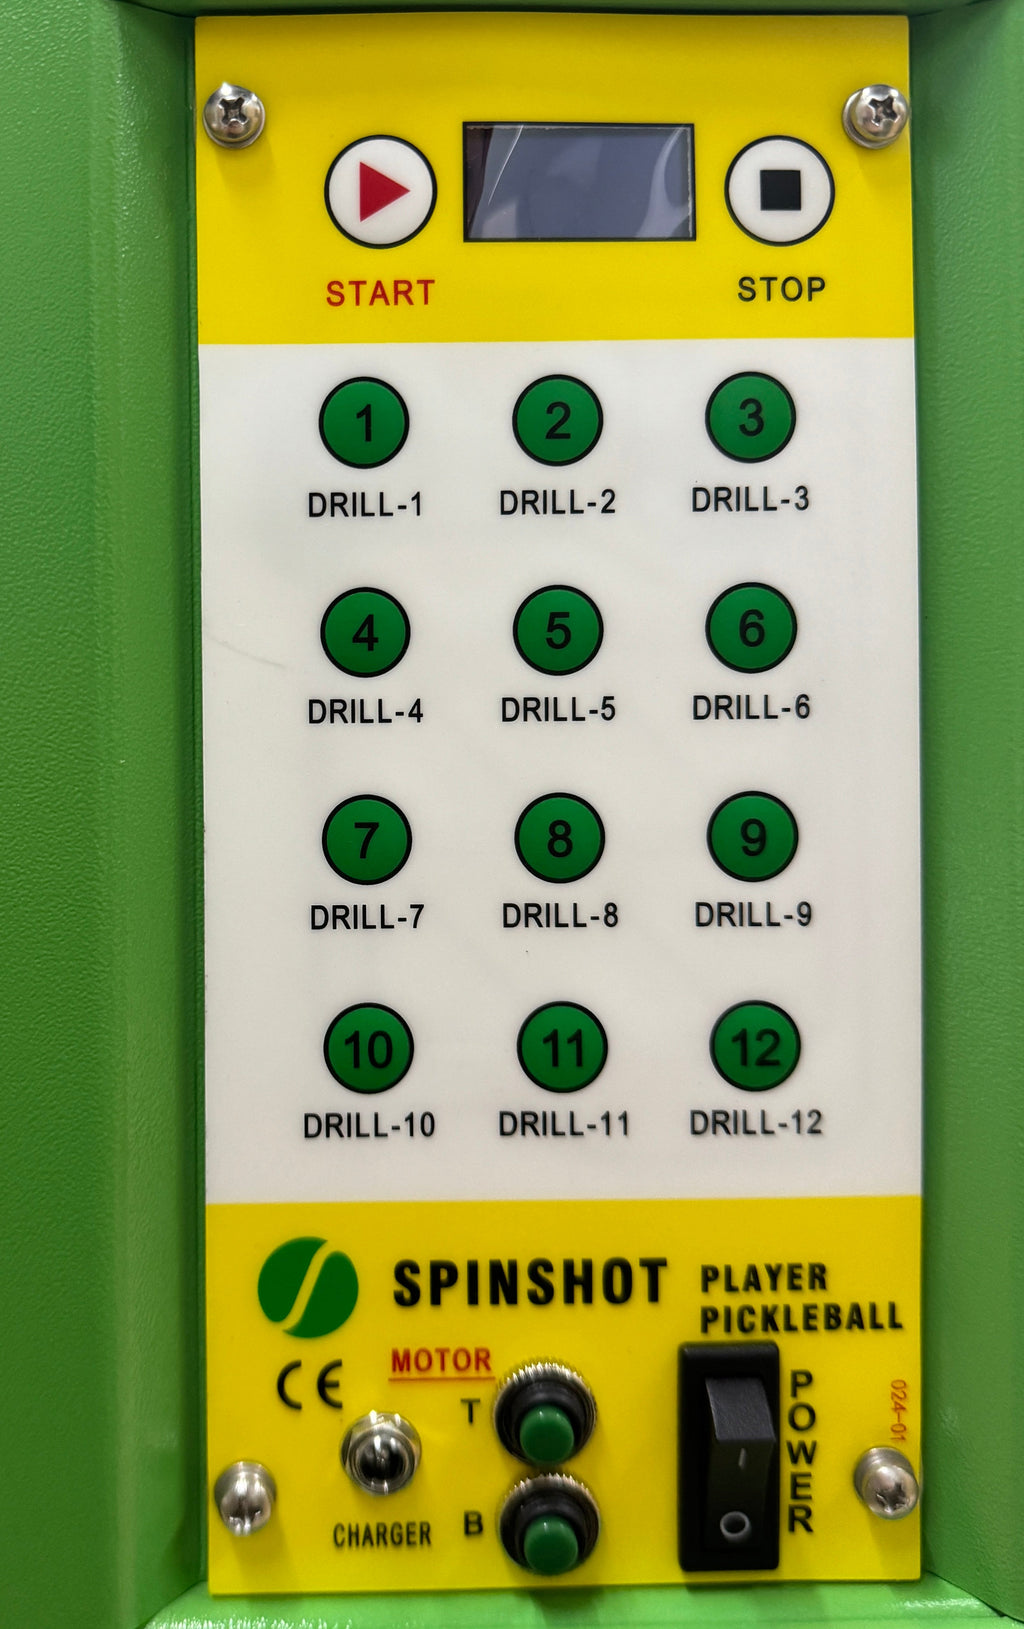 START
STOP
1 2 3
DRILL-1 DRILL-2 DRILL-3
4 5 6
DRILL-4 DRILL-5 DRILL-6
7 8 9
DRILL-7 DRILL-8 DRILL-9
10 11 12
DRILL-10 DRILL-11 DRILL-12
SPINSHOT
PLAYER
PICKLEBALL
CE
MOTOR
T
B
CHARGER
POWER
024-01